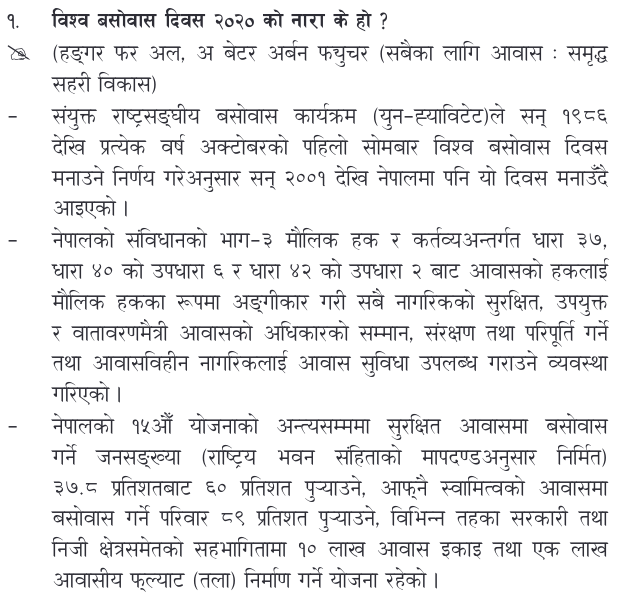 १. विश्व बसोवास दिवस २०२० को नारा के हो ?
(हङ्गर फर अल, अ बेटर अर्बन फ्युचर (सबैका लागि आवास : समृद्ध
सहरी विकास)
– संयुक्त राष्ट्रसङ्घीय बसोवास कार्यक्रम (युन-ह्याविटेट)ले सन् १९८६
देखि प्रत्येक वर्ष अक्टोबरको पहिलो सोमबार विश्व बसोवास दिवस
मनाउने निर्णय गरेअनुसार सन् २००१ देखि नेपालमा पनि यो दिवस मनाउँदै
आइएको ।
– नेपालको संविधानको भाग-३ मौलिक हक र कर्तव्यअन्तर्गत धारा ३७,
धारा ४० को उपधारा ६ र धारा ४२ को उपधारा २ बाट आवासको हकलाई
मौलिक हकका रूपमा अङ्गीकार गरी सबै नागरिकको सुरक्षित, उपयुक्त
र वातावरणमैत्री आवासको अधिकारको सम्मान, संरक्षण तथा परिपूर्ति गर्ने
तथा आवासविहीन नागरिकलाई आवास सुविधा उपलब्ध गराउने व्यवस्था
गरिएको ।
– नेपालको १५औँ योजनाको अन्त्यसम्ममा सुरक्षित आवासमा बसोवास
गर्ने जनसङ्ख्या (राष्ट्रिय भवन संहिताको मापदण्डअनुसार निर्मित)
३७.८ प्रतिशतबाट ६० प्रतिशत पुऱ्याउने, आफ्नै स्वामित्वको आवासमा
बसोवास गर्ने परिवार ८९ प्रतिशत पुऱ्याउने, विभिन्न तहका सरकारी तथा
निजी क्षेत्रसमेतको सहभागितामा १० लाख आवास इकाइ तथा एक लाख
आवासीय फ्ल्याट (तला) निर्माण गर्ने योजना रहेको ।